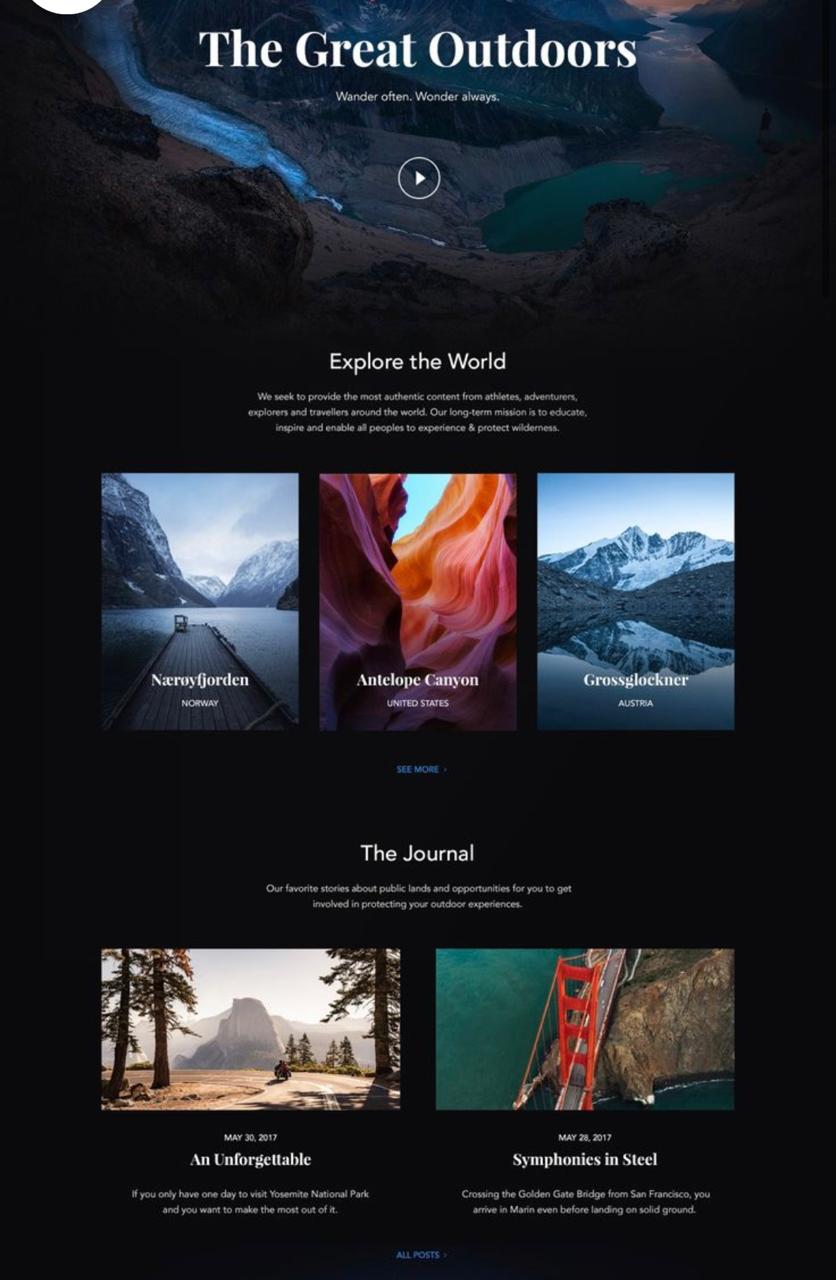 The Great Outdoors
Wander often. Wonder always.
Explore the World
We seek to provide the most authentic content from athletes, adventurers,
explorers and travellers around the world. Our long-term mission is to educate,
inspire and enable all peoples to experience & protect wilderness.
Nærøyfjorden
NORWAY
Antelope Canyon
UNITED STATES
Grossglockner
AUSTRIA
SEE MORE ›
The Journal
Our favorite stories about public lands and opportunities for you to get
involved in protecting your outdoor experiences.
MAY 30, 2017
An Unforgettable
If you only have one day to visit Yosemite National Park
and you want to make the most out of it.
MAY 28, 2017
Symphonies in Steel
Crossing the Golden Gate Bridge from San Francisco, you
arrive in Marin even before landing on solid ground.
ALL POSTS ›